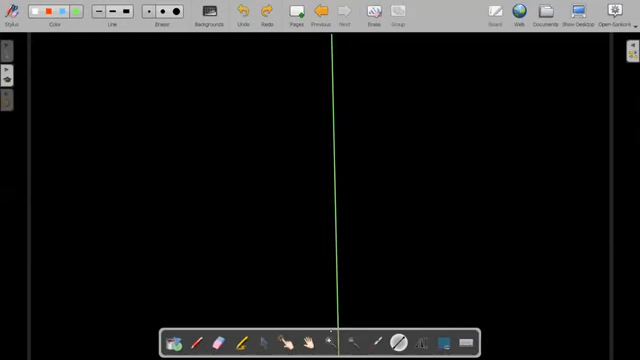 Stylus Color Line Eraser Backgrounds Undo Redo Pages Previous Next Erase Group Board Web Documents Show Desktop Open-Sankoré